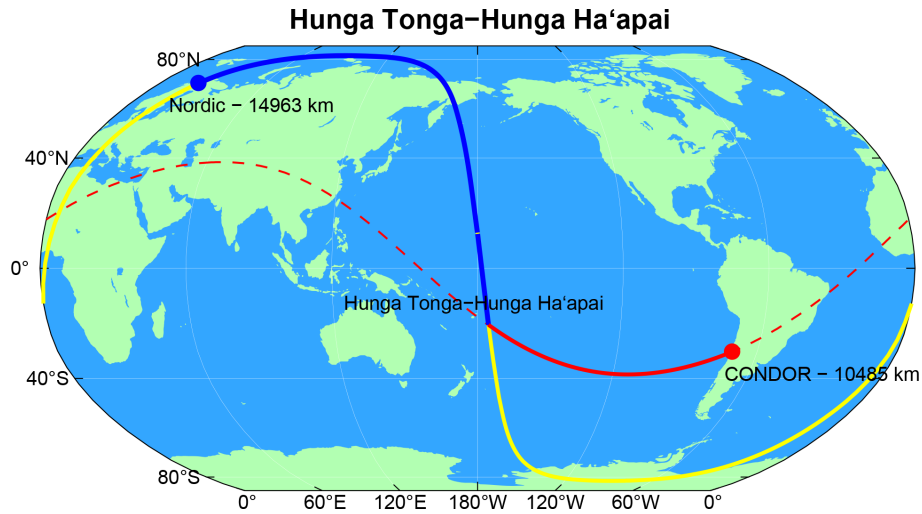 Hunga Tonga−Hunga Ha‘apai
80°N
Nordic − 14963 km
40°N
0°
Hunga Tonga−Hunga Ha‘apai
40°S
CONDOR − 10485 km
80°S
0° 60°E 120°E 180°W 120°W 60°W 0°